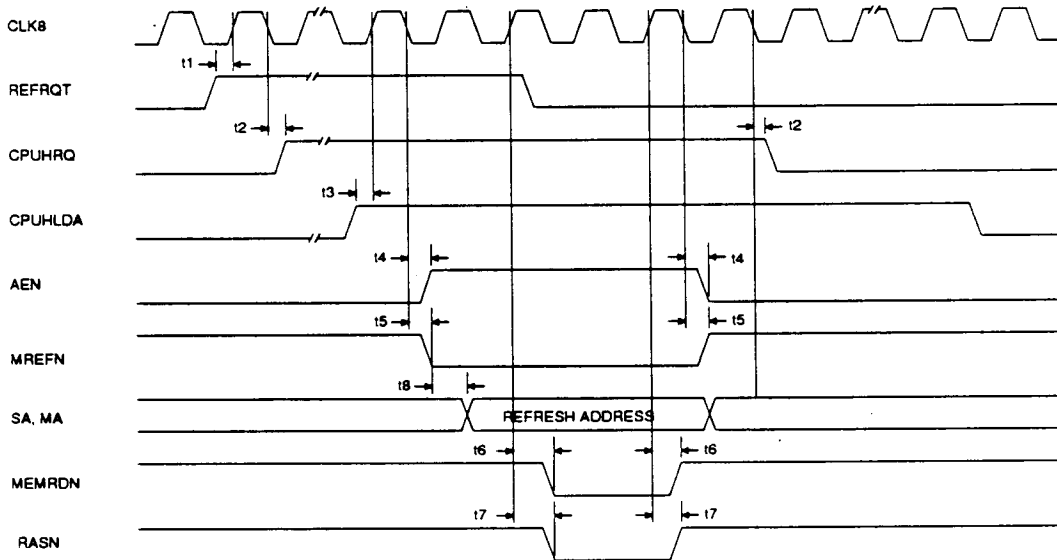 CLK8
t1
REFRQT
t2
t2
CPUHRQ
t3
CPUHLDA
t4
t4
AEN
t5
t5
MREFN
t8
SA, MA
REFRESH ADDRESS
t6
t6
MEMRDN
t7
t7
RASN